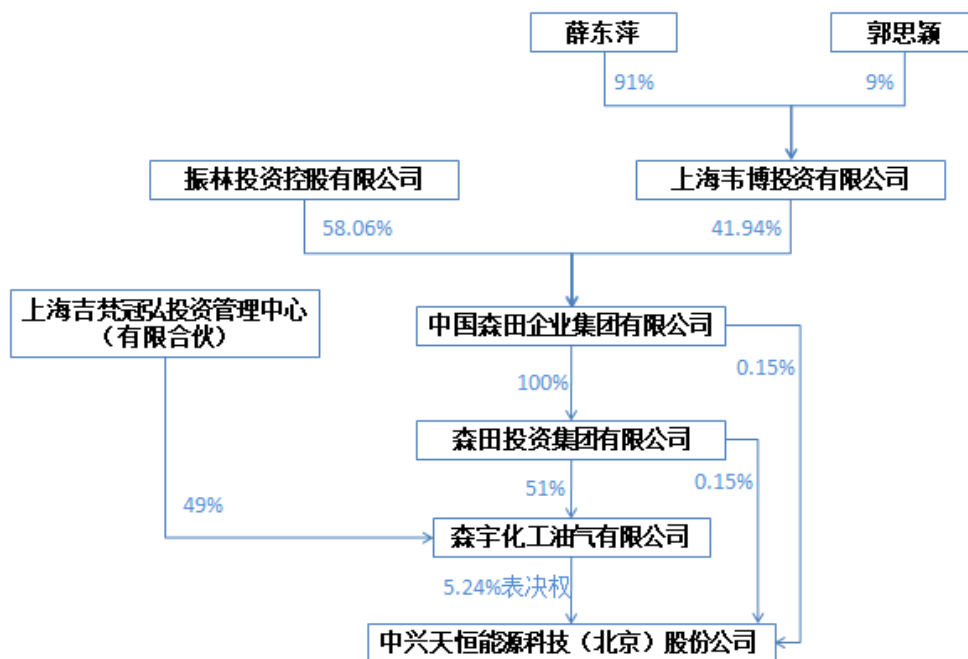 薛东萍
郭思颖
91%
9%
振林投资控股有限公司
上海韦博投资有限公司
58.06%
41.94%
上海吉梵冠弘投资管理中心
（有限合伙）
中国森田企业集团有限公司
100%
0.15%
森田投资集团有限公司
49%
51%
0.15%
森宇化工油气有限公司
5.24%表决权
中兴天恒能源科技（北京）股份公司